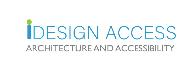 iDESIGN ACCESS
ARCHITECTURE AND ACCESSIBILITY